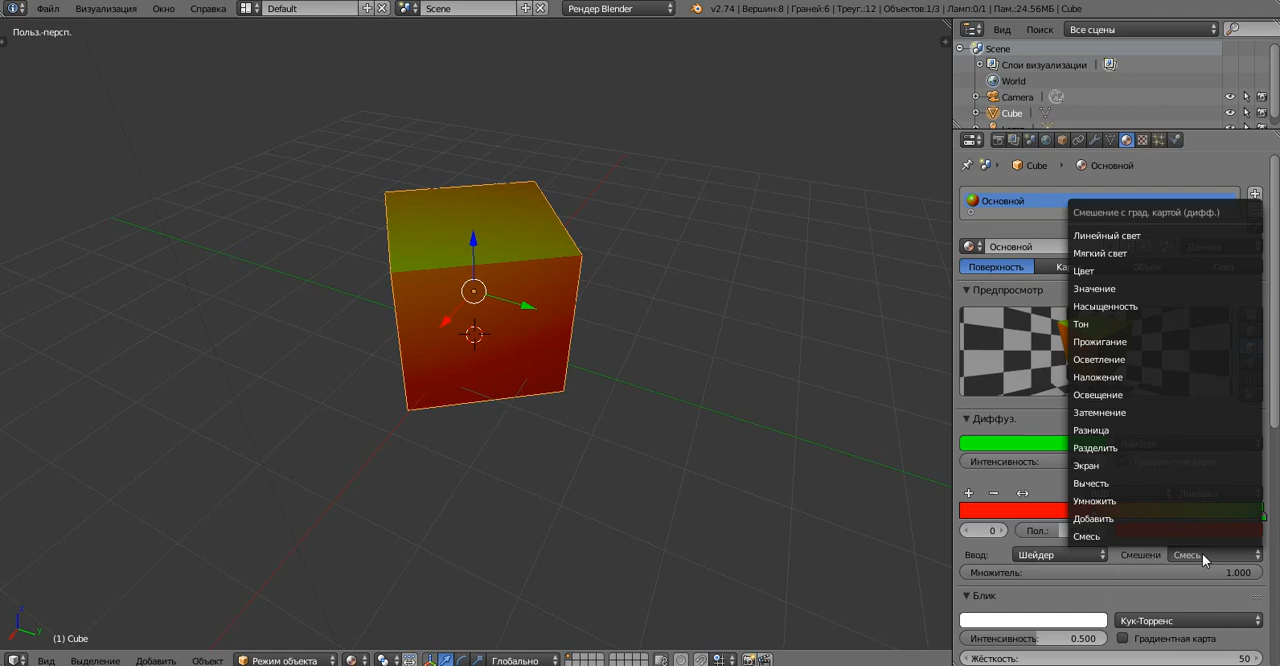 Файл Визуализация Окно Справка Default Scene Рендер Blender v2.74 | Вершин:8 | Граней:6 | Треуг.:12 | Объектов:1/3 | Ламп:0/1 | Пам.:24.56МБ | Cube
Польз.-персп.
Вид Поиск Все сцены
Scene
Слои визуализации
World
Camera
Cube
Cube Основной
Основной
Смешение с град. картой (дифф.)
Линейный свет
Основной Данные
Мягкий свет
Поверхность Объём Гало
Цвет
Предпросмотр
Значение
Насыщенность
Тон
Прожигание
Осветление
Наложение
Освещение
Затемнение
Диффуз.
Разница
Разделить
Интенсивность:
Экран
Вычесть
Умножить
Добавить
0 Пол.:
Смесь
Ввод: Шейдер Смешени Смесь
Множитель: 1.000
Блик
Кук-Торренс
Интенсивность: 0.500 Градиентная карта
Жёсткость: 50
(1) Cube
Вид Выделение Добавить Объект Режим объекта Глобально